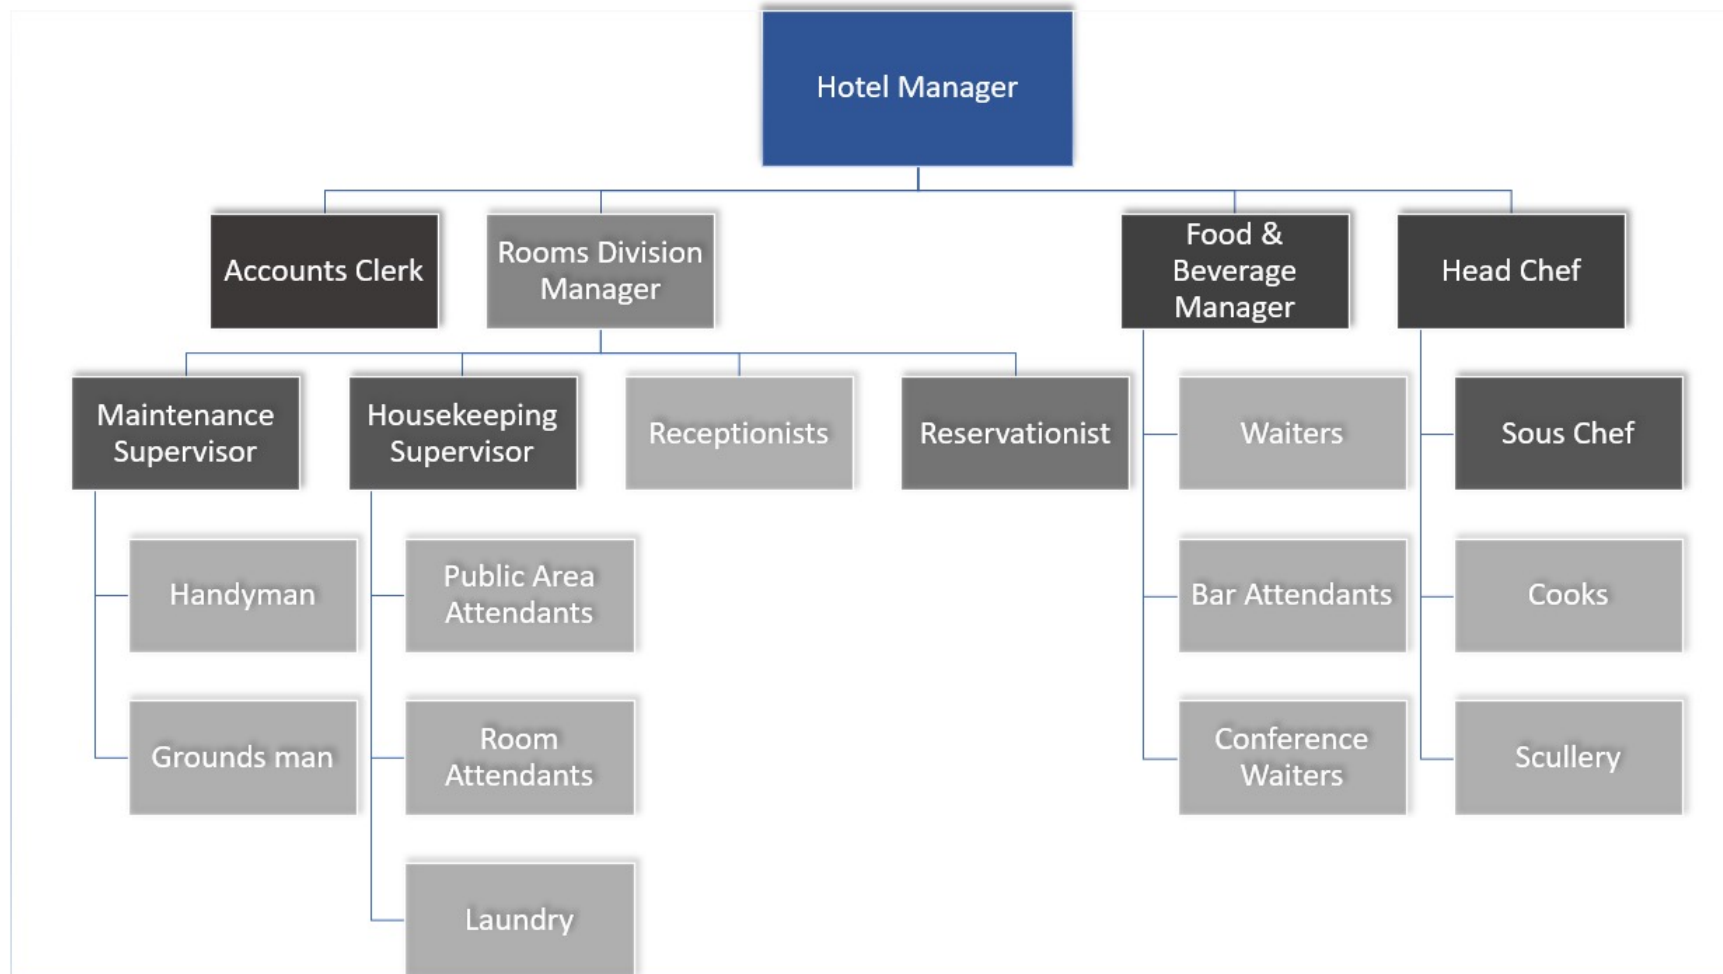 Hotel Manager
Accounts Clerk
Rooms Division
Manager
Food &
Beverage
Manager
Head Chef
Maintenance
Supervisor
Housekeeping
Supervisor
Receptionists
Reservationist
Waiters
Sous Chef
Handyman
Public Area
Attendants
Bar Attendants
Cooks
Grounds man
Room
Attendants
Conference
Waiters
Scullery
Laundry